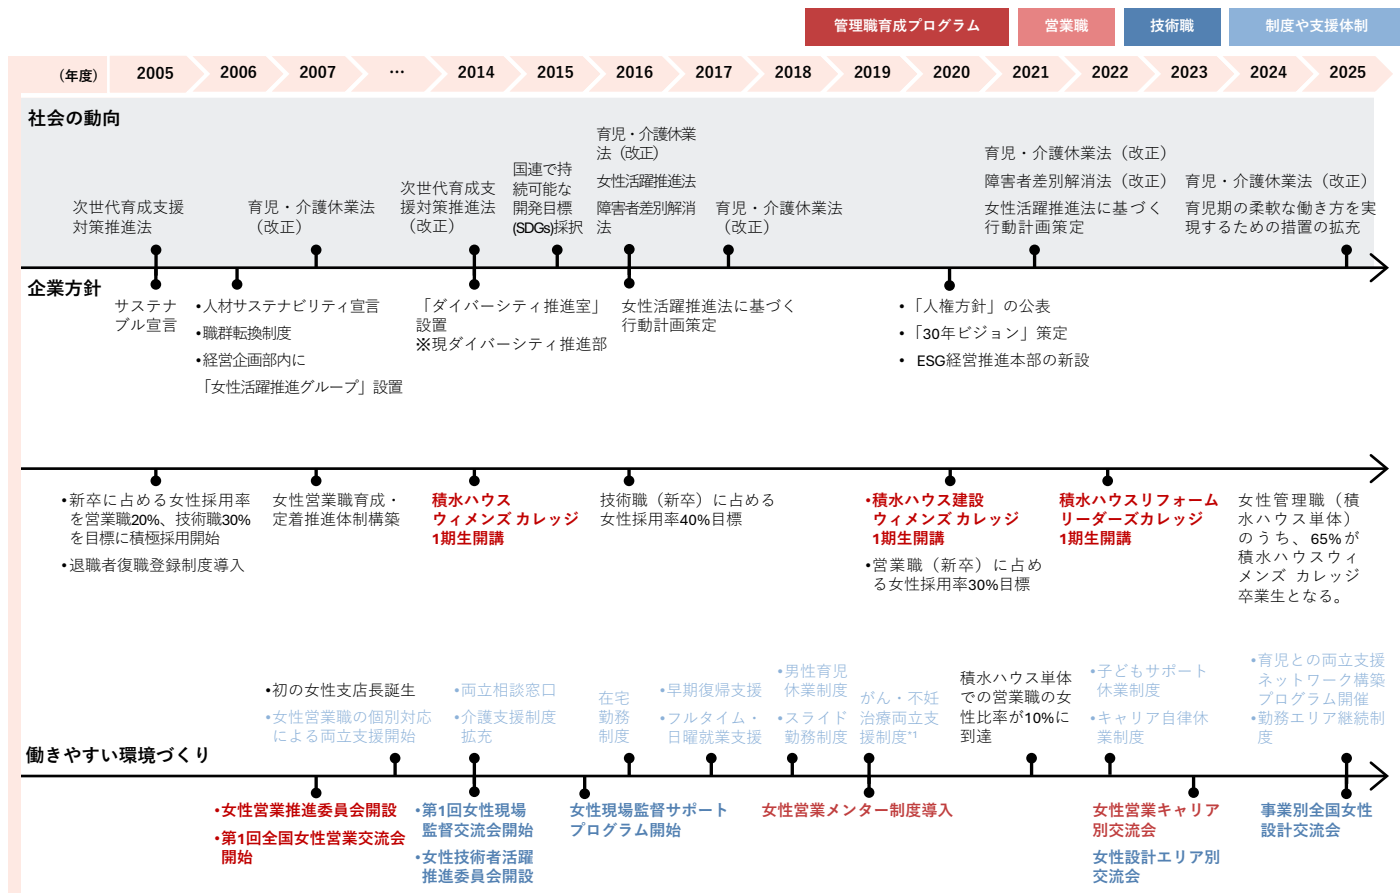 管理職育成プログラム
営業職
技術職
制度や支援体制
（年度）
2005
2006
2007
…
2014
2015
2016
2017
2018
2019
2020
2021
2022
2023
2024
2025
社会の動向
次世代育成支援
対策推進法
育児・介護休業法
（改正）
次世代育成支
援対策推進法
（改正）
国連で持
続可能な
開発目標
(SDGs)採択
育児・介護休業
法（改正）
女性活躍推進法
障害者差別解消
法
育児・介護休業法
（改正）
育児・介護休業法（改正）
障害者差別解消法（改正）
女性活躍推進法に基づく
行動計画策定
育児・介護休業法（改正）
育児期の柔軟な働き方を実
現するための措置の拡充
企業方針
サステナ
ブル宣言
•人材サステナビリティ宣言
•職群転換制度
•経営企画部内に
「女性活躍推進グループ」設置
「ダイバーシティ推進室」
設置
※現ダイバーシティ推進部
女性活躍推進法に基づく
行動計画策定
•「人権方針」の公表
•「30年ビジョン」策定
• ESG経営推進本部の新設
•新卒に占める女性採用率
を営業職20%、技術職30%
を目標に積極採用開始
•退職者復職登録制度導入
女性営業職育成・
定着推進体制構築
積水ハウス
ウィメンズ カレッジ
1期生開講
技術職（新卒）に占める
女性採用率40%目標
•積水ハウス建設
ウィメンズ カレッジ
1期生開講
•営業職（新卒）に占め
る女性採用率30%目標
積水ハウスリフォーム
リーダーズカレッジ
1期生開講
女性管理職（積
水ハウス単体）
のうち、65%が
積水ハウスウィ
メンズ カレッジ
卒業生となる。
働きやすい環境づくり
•初の女性支店長誕生
•女性営業職の個別対応
による両立支援開始
•両立相談窓口
•介護支援制度
拡充
在宅
勤務
制度
•早期復帰支援
•フルタイム・
日曜就業支援
•男性育児
休業制度
•スライド
勤務制度
がん・不妊
治療両立支
援制度*1
積水ハウス単体
での営業職の女
性比率が10%に
到達
•子どもサポート
休業制度
•キャリア自律休
業制度
•育児との両立支援
ネットワーク構築
プログラム開催
•勤務エリア継続制
度
•女性営業推進委員会開設
•第1回全国女性営業交流会
開始
•第1回女性現場
監督交流会開始
•女性技術者活躍
推進委員会開設
女性現場監督サポート
プログラム開始
女性営業メンター制度導入
女性営業キャリア
別交流会
女性設計エリア別
交流会
事業別全国女性
設計交流会